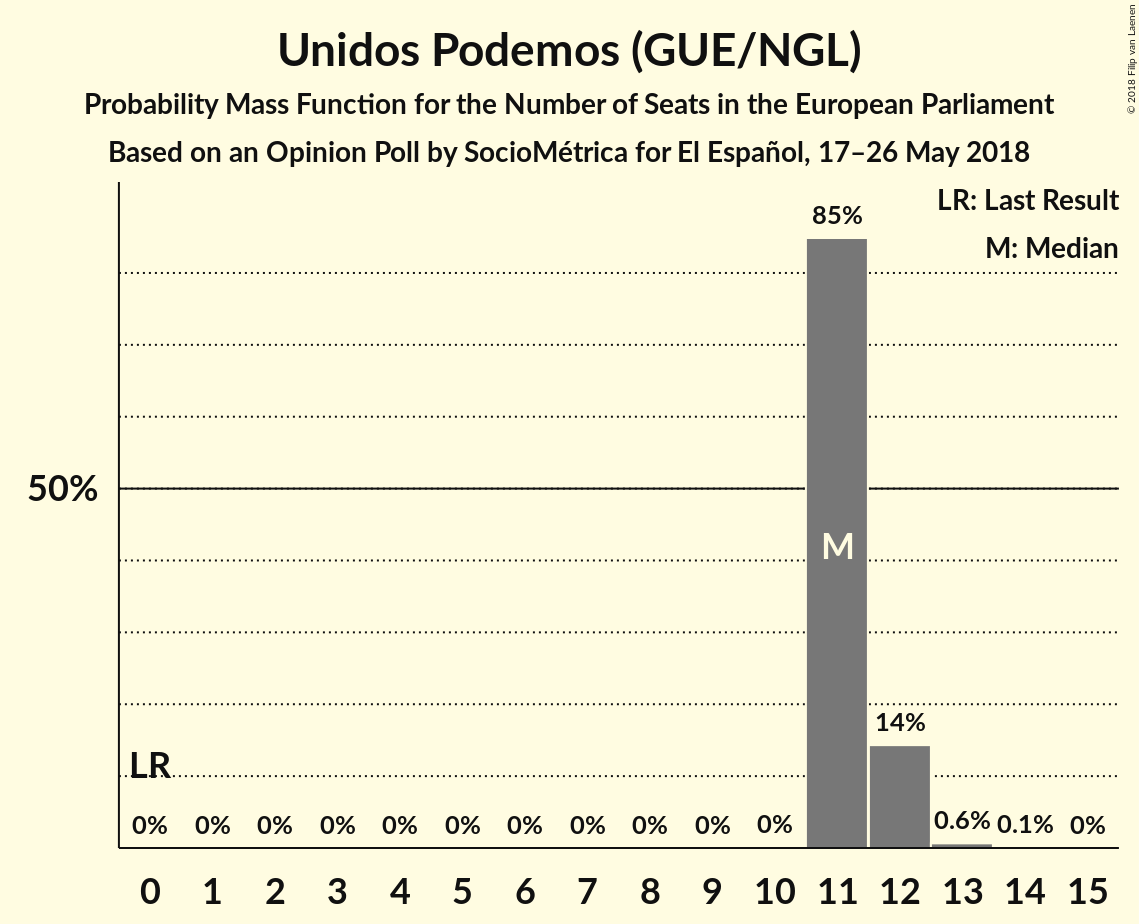 Unidos Podemos (GUE/NGL)
Probability Mass Function for the Number of Seats in the European Parliament
Based on an Opinion Poll by SocioMétrica for El Español, 17–26 May 2018
© 2018 Filip van Laenen
LR: Last Result
M: Median
85%
50%
M
14%
LR
0% 0% 0% 0% 0% 0% 0% 0% 0% 0% 0% 0.6% 0.1% 0%
0 1 2 3 4 5 6 7 8 9 10 11 12 13 14 15